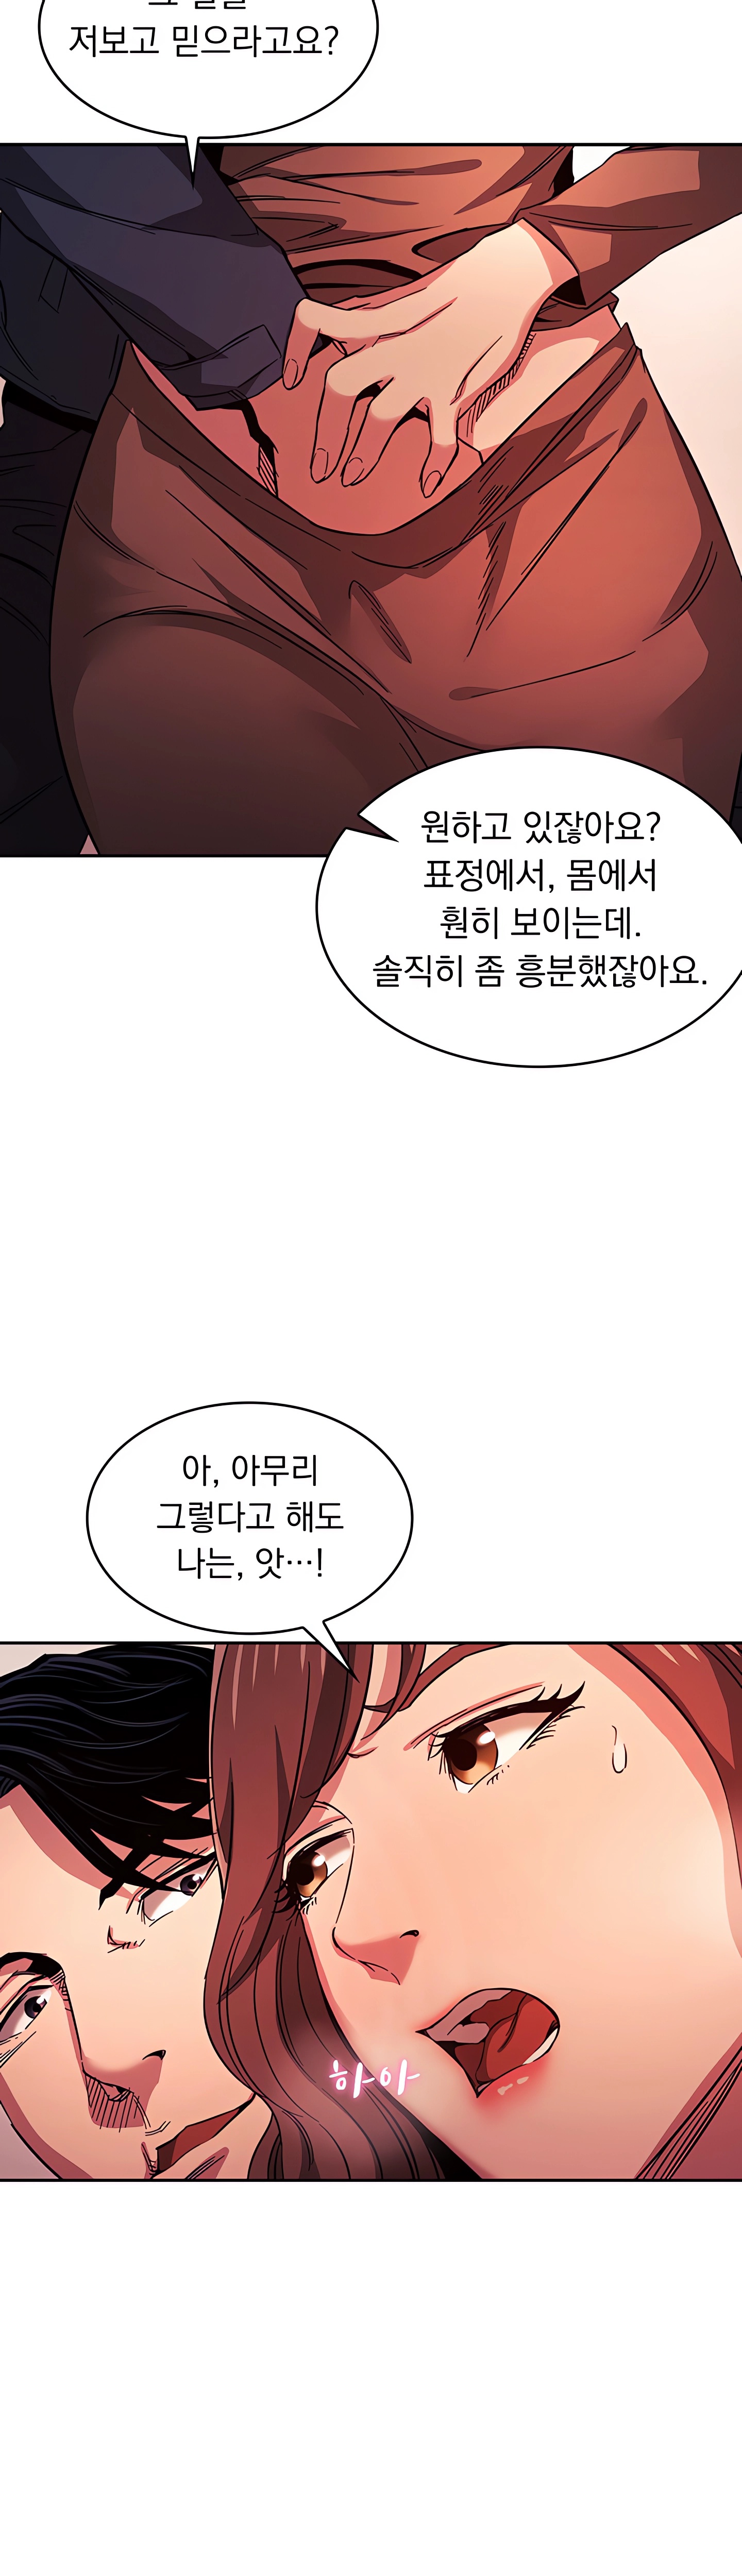 저보고 믿으라고요?
원하고 있잖아요?
표정에서, 몸에서
훤히 보이는데.
솔직히 좀 흥분했잖아요.
아, 아무리
그렇다고 해도
나는, 앗…!
하아